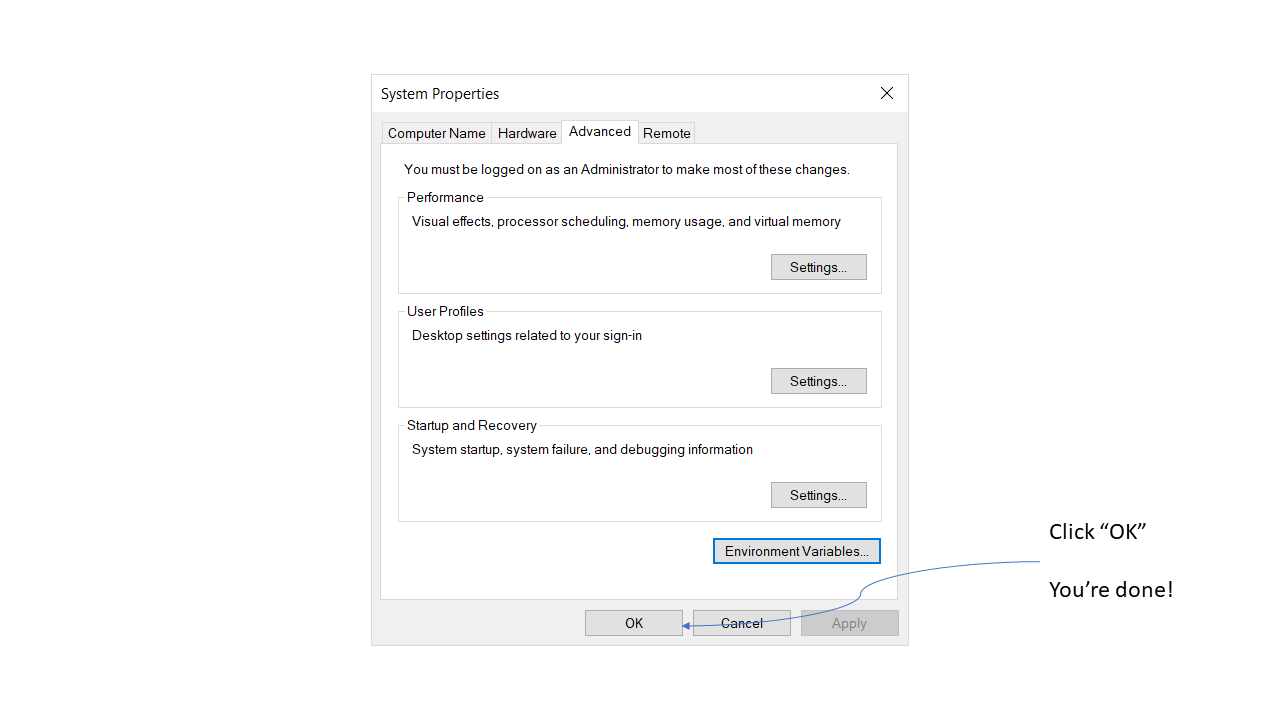 System Properties
Computer Name
Hardware
Advanced
Remote
You must be logged on as an Administrator to make most of these changes.
Performance
Visual effects, processor scheduling, memory usage, and virtual memory
Settings...
User Profiles
Desktop settings related to your sign-in
Settings...
Startup and Recovery
System startup, system failure, and debugging information
Settings...
Environment Variables...
OK
Cancel
Apply
Click “OK”
You’re done!